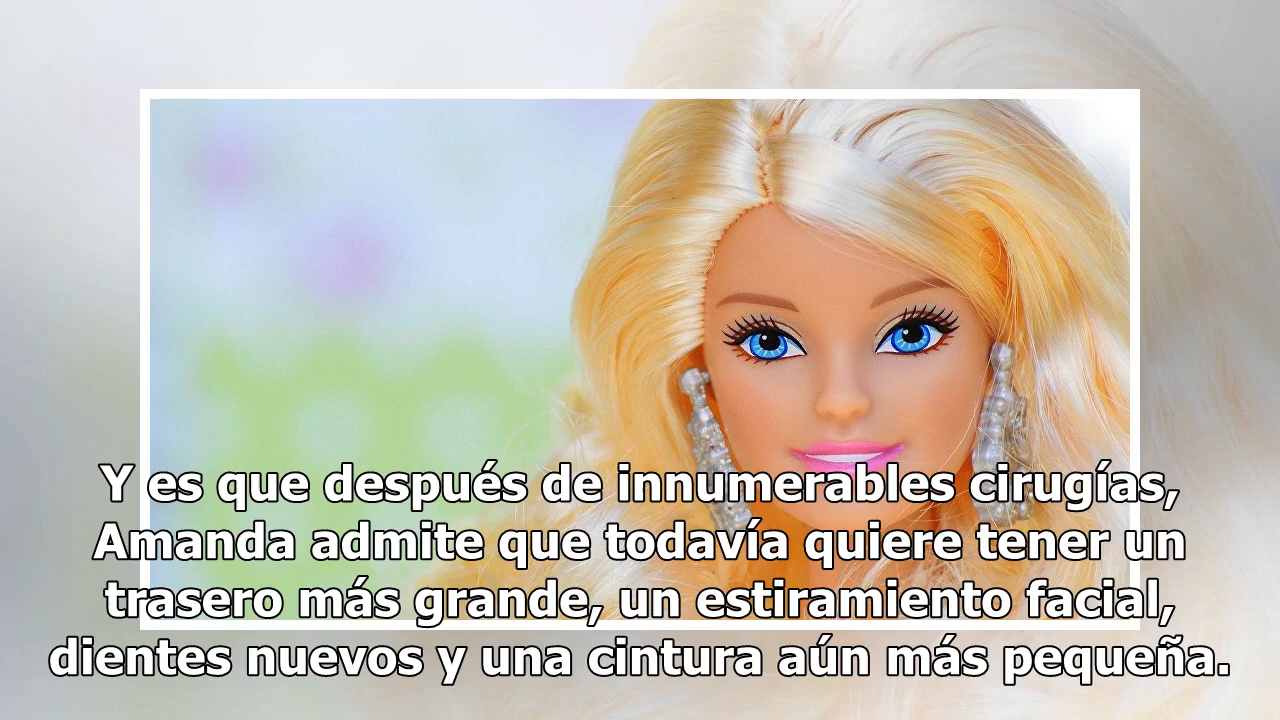 Y es que después de innumerables cirugías,
Amanda admite que todavía quiere tener un
trasero más grande, un estiramiento facial,
dientes nuevos y una cintura aún más pequeña.